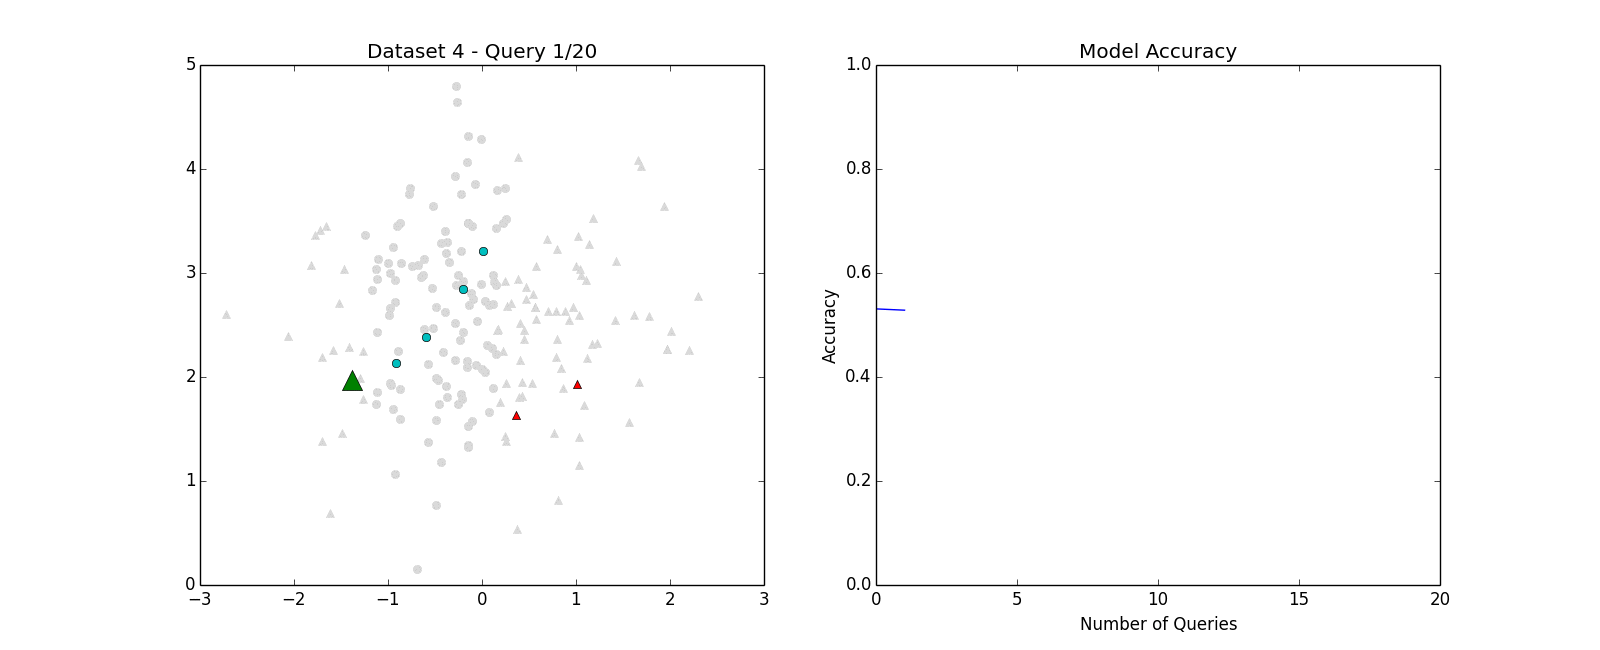 Dataset 4 - Query 1/20
5
4
3
2
1
0
−3 −2 −1 0 1 2 3
Model Accuracy
1.0
0.8
0.6
0.4
0.2
0.0
Accuracy
0 5 10 15 20
Number of Queries